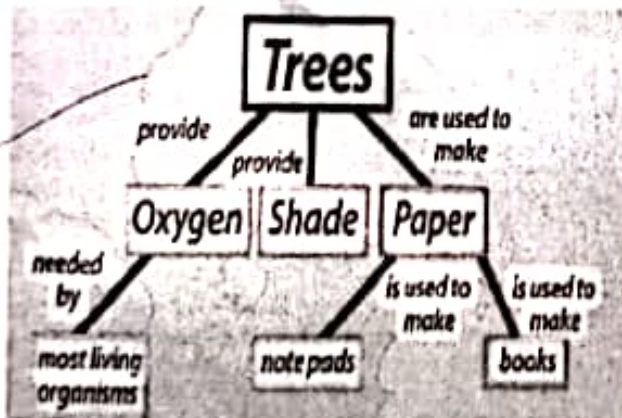 Trees
provide
provide
are used to
make
Oxygen
Shade
Paper
needed
by
is used to
make
is used to
make
most living
organisms
note pads
books